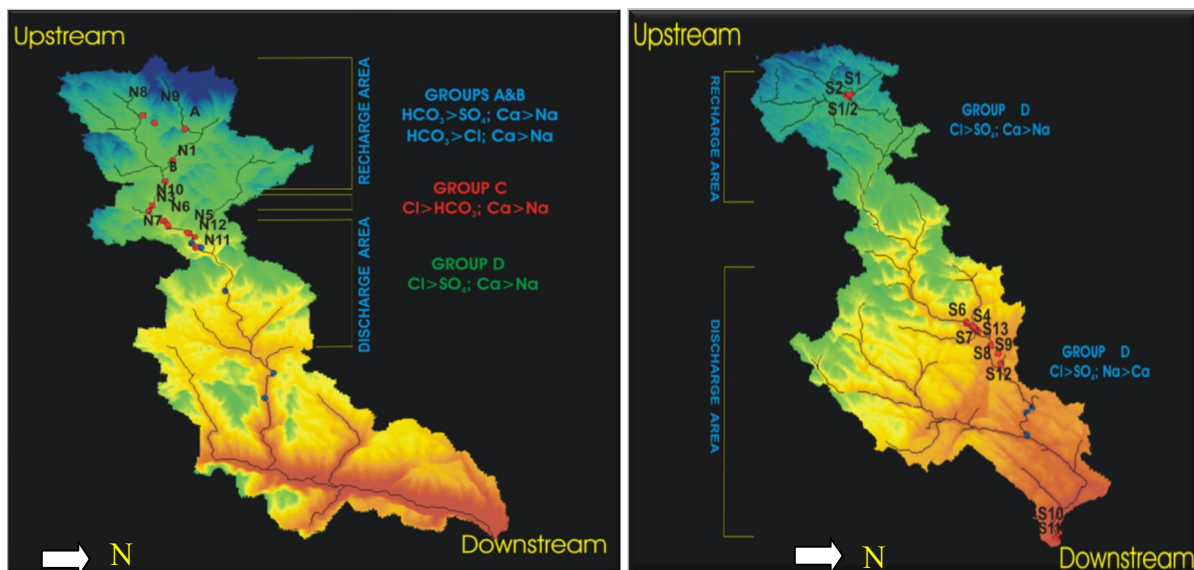 Upstream
N8
N9
A
N1
B
N10
N3
N6
N7
N5
N12
N11
RECHARGE AREA
DISCHARGE AREA
GROUPS A&B
HCO₃>SO₄; Ca>Na
HCO₃>Cl; Ca>Na
GROUP C
Cl>HCO₃; Ca>Na
GROUP D
Cl>SO₄; Ca>Na
Downstream
N
Upstream
RECHARGE AREA
S1
S2
S1/2
GROUP D
Cl>SO₄; Ca>Na
DISCHARGE AREA
S6
S4
S13
S7
S9
S8
S12
GROUP D
Cl>SO₄; Na>Ca
S10
S11
N
Downstream